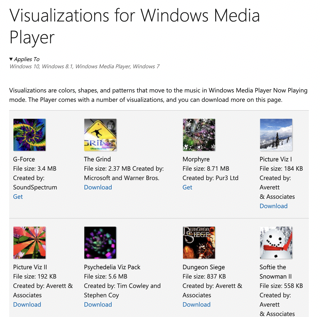 Visualizations for Windows Media
Player
Applies To
Windows 10, Windows 8.1, Windows Media Player, Windows 7
Visualizations are colors, shapes, and patterns that move to the music in Windows Media Player Now Playing
mode. The Player comes with a number of visualizations, and you can download more on this page.
G-Force
File size: 3.4 MB
Created by:
SoundSpectrum
Get
The Grind
File size: 2.37 MB Created by:
Microsoft and Warner Bros.
Download
Morphyre
File size: 8.71 MB
Created by: Pur3 Ltd
Get
Picture Viz I
File size: 184 KB
Created by:
Averett
& Associates
Download
Picture Viz II
File size: 192 KB
Created by: Averett &
Associates
Download
Psychedelia Viz Pack
File size: 5.6 MB
Created by: Tim Cowley and
Stephen Coy
Download
Dungeon Siege
File size: 837 KB
Created by: Averett &
Associates
Download
Softie the
Snowman II
File size: 558 KB
Created by:
Averett
& Associates
Download